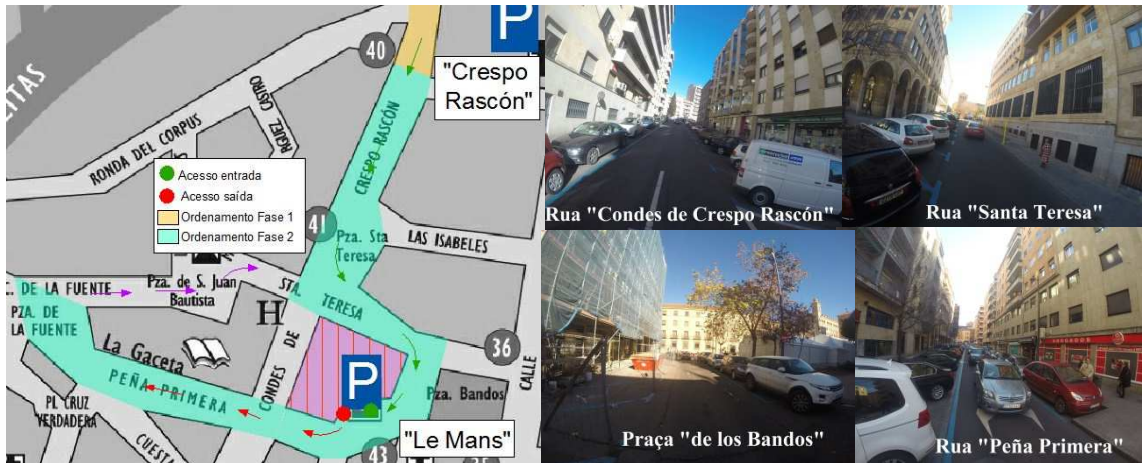 P
40
"Crespo
Rascón"
ELITAS
RONDA DEL CORPUS
CASTRO
CRESPO-RASCÓN
Acesso entrada
Acesso saída
Ordenamento Fase 1
Ordenamento Fase 2
41
Pza. Sta
Teresa
LAS ISABELES
C. DE LA FUENTE
Pza. de S. Juan
Bautista
STA.
TERESA
H
PZA. DE
LA FUENTE
La Gaceta
CONDES DE
36
CALLE
PEÑA PRIMERA
P
Pza. Bandos
PL CRUZ
VERDADERA
CUESTA
"Le Mans"
43
Rua "Condes de Crespo Rascón"
Rua "Santa Teresa"
Praça "de los Bandos"
Rua "Peña Primera"